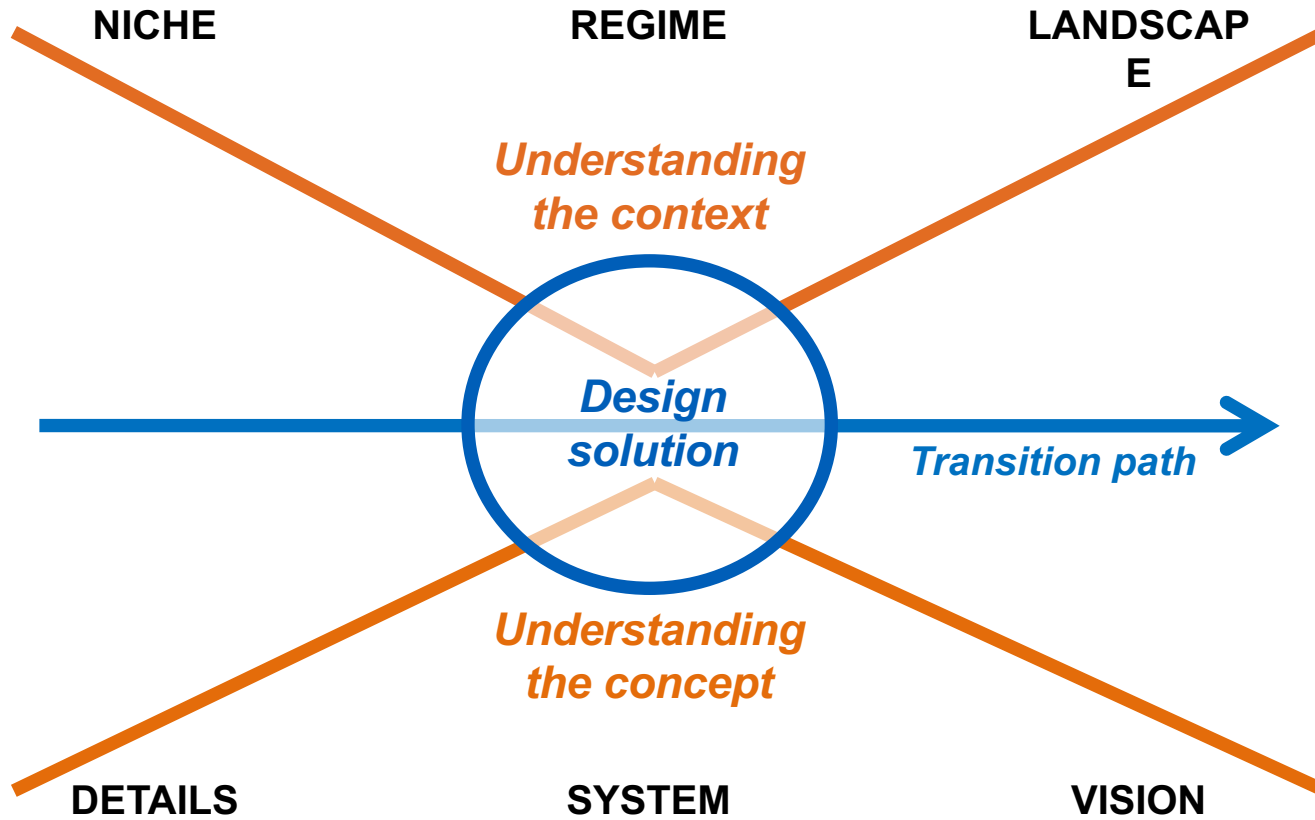 NICHE
REGIME
LANDSCAP
E
Understanding
the context
Design
solution
Transition path
Understanding
the concept
DETAILS
SYSTEM
VISION